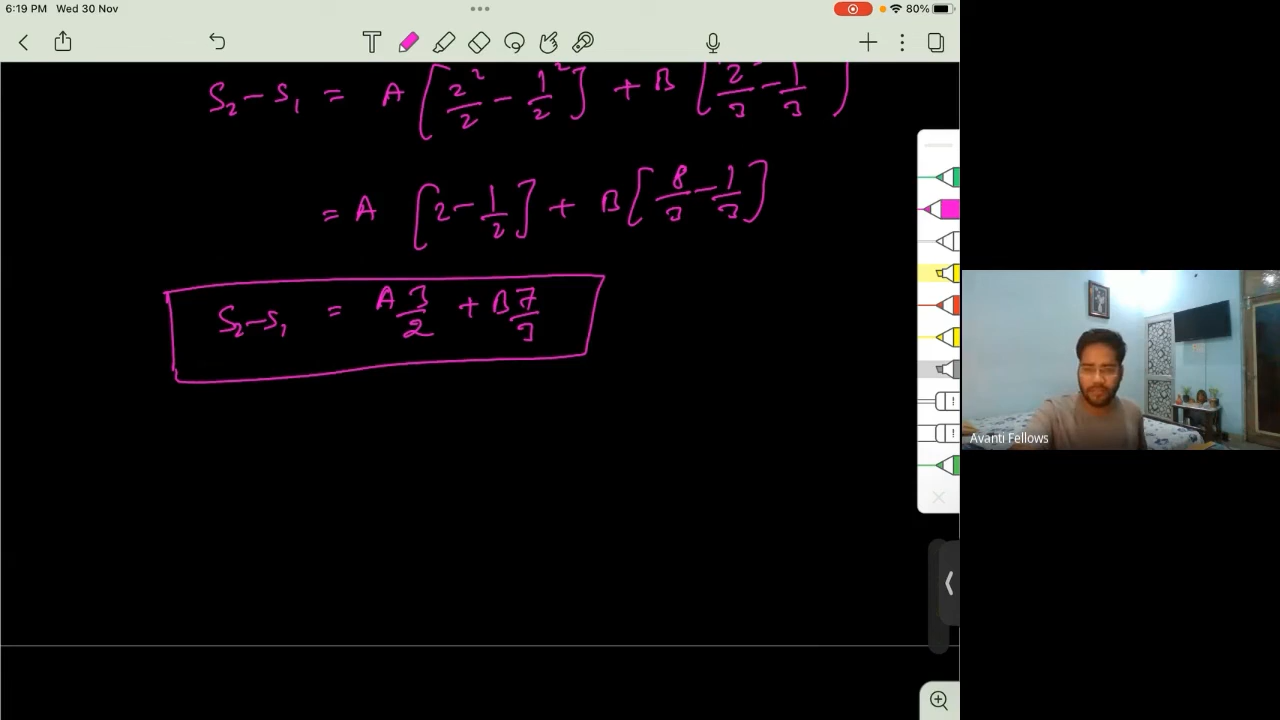 6:19 PM Wed 30 Nov
80%
S₂ - S₁ = A [2²/2 - 1²/2] + B [2/3 - 1/3]
= A [2 - 1/2] + B [8/3 - 1/3]
S₂ - S₁ = A 3/2 + B 7/3
Avanti Fellows